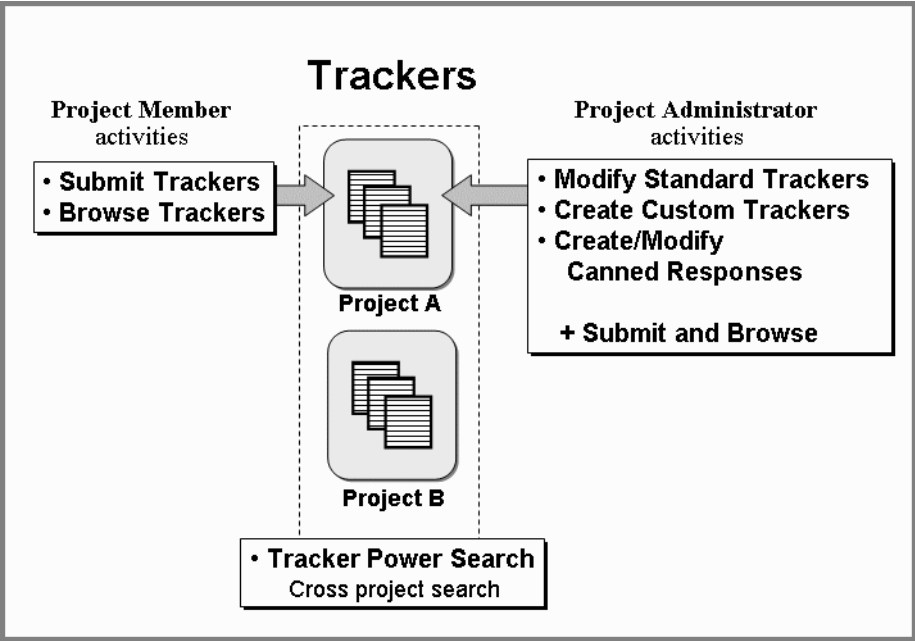 Trackers
Project Member
activities
• Submit Trackers
• Browse Trackers
Project Administrator
activities
• Modify Standard Trackers
• Create Custom Trackers
• Create/Modify
Canned Responses
+ Submit and Browse
Project A
Project B
• Tracker Power Search
Cross project search